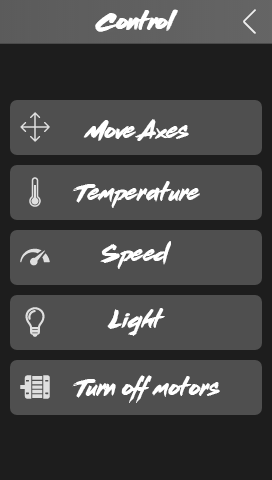 Control
Move Axes
Temperature
Speed
Light
Turn off motors